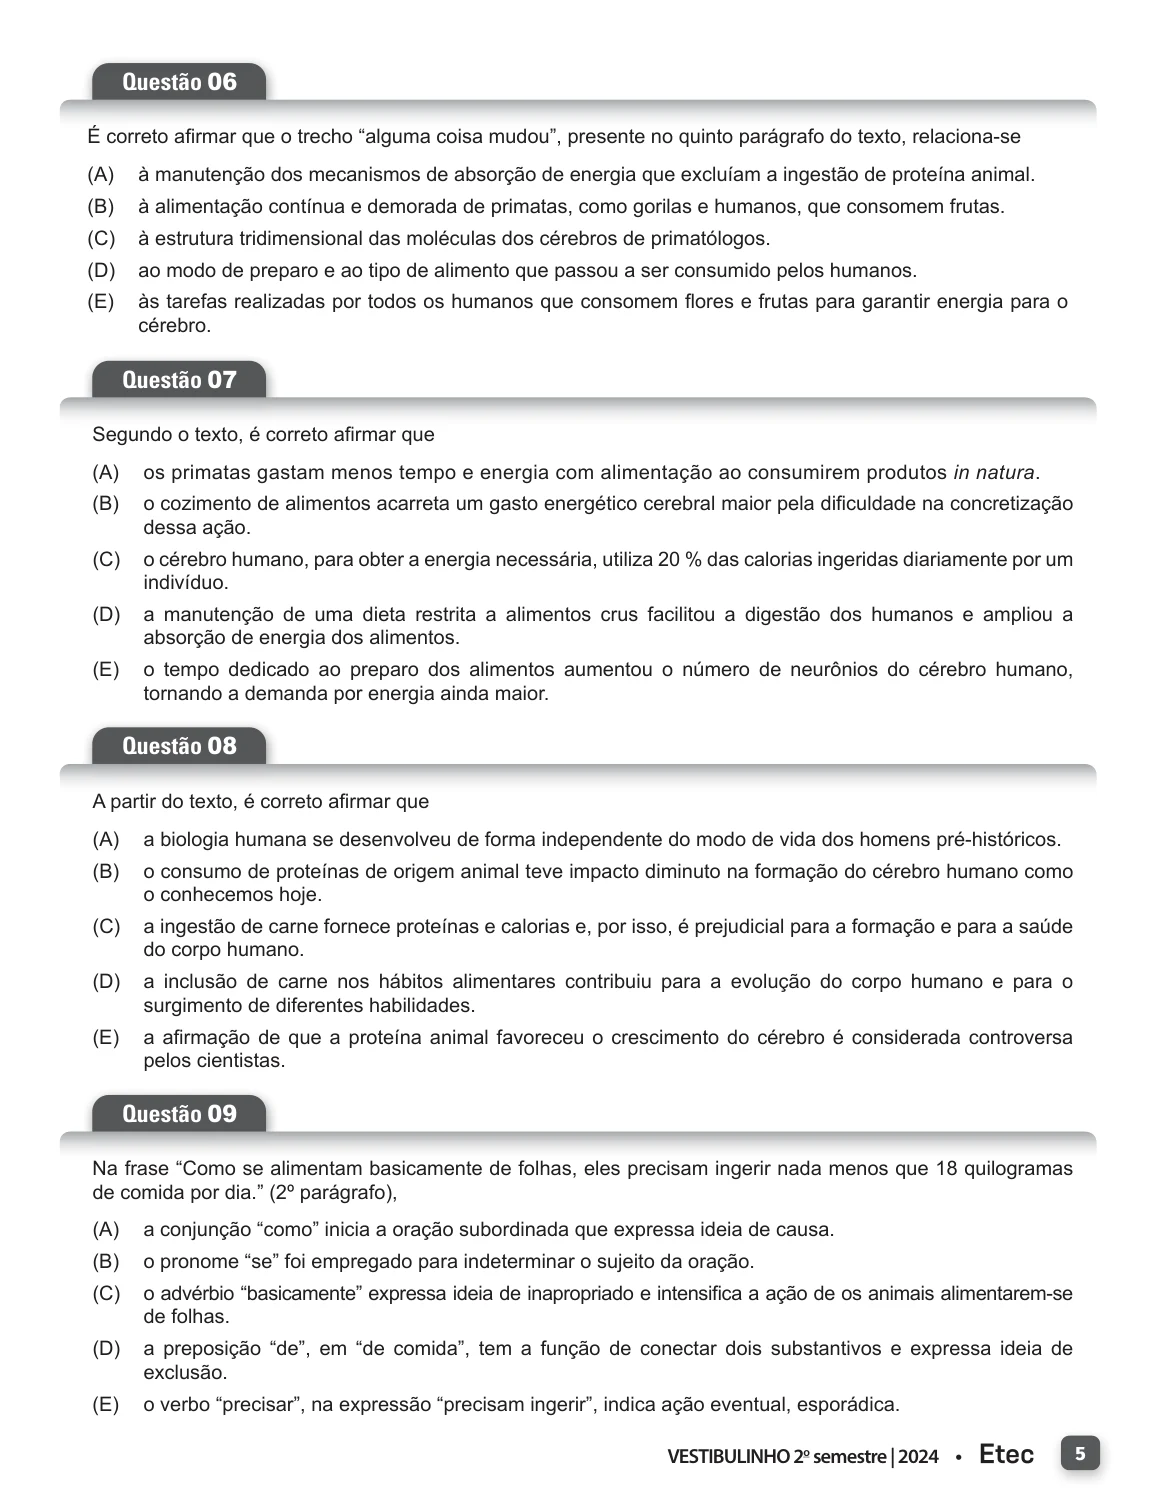 Questão 06
É correto afirmar que o trecho “alguma coisa mudou”, presente no quinto parágrafo do texto, relaciona-se
(A) à manutenção dos mecanismos de absorção de energia que excluíam a ingestão de proteína animal.
(B) à alimentação contínua e demorada de primatas, como gorilas e humanos, que consomem frutas.
(C) à estrutura tridimensional das moléculas dos cérebros de primatólogos.
(D) ao modo de preparo e ao tipo de alimento que passou a ser consumido pelos humanos.
(E) às tarefas realizadas por todos os humanos que consomem flores e frutas para garantir energia para o
cérebro.
Questão 07
Segundo o texto, é correto afirmar que
(A) os primatas gastam menos tempo e energia com alimentação ao consumirem produtos in natura.
(B) o cozimento de alimentos acarreta um gasto energético cerebral maior pela dificuldade na concretização
dessa ação.
(C) o cérebro humano, para obter a energia necessária, utiliza 20 % das calorias ingeridas diariamente por um
indivíduo.
(D) a manutenção de uma dieta restrita a alimentos crus facilitou a digestão dos humanos e ampliou a
absorção de energia dos alimentos.
(E) o tempo dedicado ao preparo dos alimentos aumentou o número de neurônios do cérebro humano,
tornando a demanda por energia ainda maior.
Questão 08
A partir do texto, é correto afirmar que
(A) a biologia humana se desenvolveu de forma independente do modo de vida dos homens pré-históricos.
(B) o consumo de proteínas de origem animal teve impacto diminuto na formação do cérebro humano como
o conhecemos hoje.
(C) a ingestão de carne fornece proteínas e calorias e, por isso, é prejudicial para a formação e para a saúde
do corpo humano.
(D) a inclusão de carne nos hábitos alimentares contribuiu para a evolução do corpo humano e para o
surgimento de diferentes habilidades.
(E) a afirmação de que a proteína animal favoreceu o crescimento do cérebro é considerada controversa
pelos cientistas.
Questão 09
Na frase “Como se alimentam basicamente de folhas, eles precisam ingerir nada menos que 18 quilogramas
de comida por dia.” (2º parágrafo),
(A) a conjunção “como” inicia a oração subordinada que expressa ideia de causa.
(B) o pronome “se” foi empregado para indeterminar o sujeito da oração.
(C) o advérbio “basicamente” expressa ideia de inapropriado e intensifica a ação de os animais alimentarem-se
de folhas.
(D) a preposição “de”, em “de comida”, tem a função de conectar dois substantivos e expressa ideia de
exclusão.
(E) o verbo “precisar”, na expressão “precisam ingerir”, indica ação eventual, esporádica.
VESTIBULINHO 2º semestre | 2024 • Etec 5